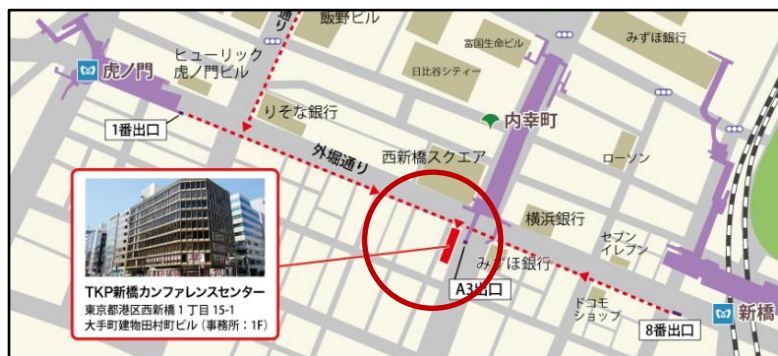 飯野ビル
通り
富国生命ビル
みずほ銀行
ヒューリック
虎ノ門ビル
日比谷シティー
虎ノ門
りそな銀行
内幸町
1番出口
外堀通り
西新橋スクエア
ローソン
横浜銀行
セブン
イレブン
みずほ銀行
A3出口
ドコモ
ショップ
新橋
8番出口
TKP新橋カンファレンスセンター
東京都港区西新橋1丁目15-1
大手町建物田村町ビル(事務所:1F)